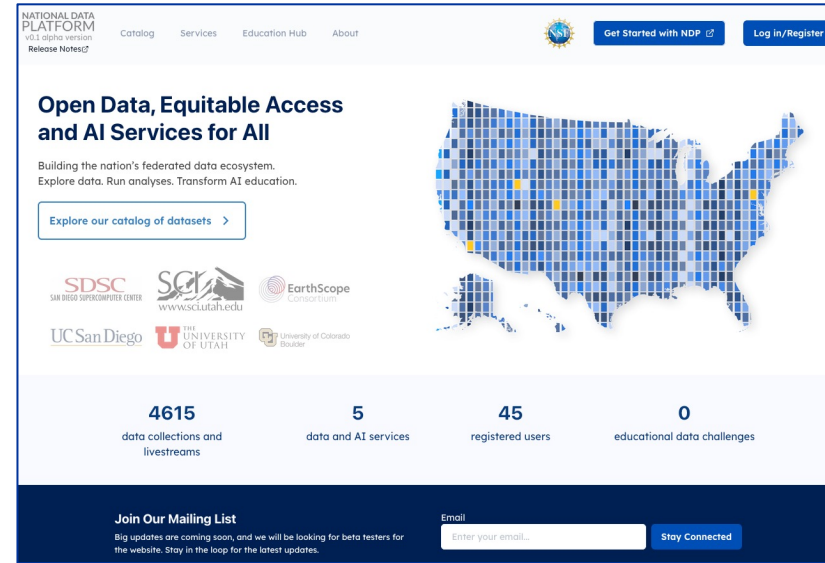 NATIONAL DATA
PLATFORM
v0.1 alpha version
Release Notes
Catalog
Services
Education Hub
About
NSF
Get Started with NDP
Log in/Register
Open Data, Equitable Access
and AI Services for All
Building the nation's federated data ecosystem.
Explore data. Run analyses. Transform AI education.
Explore our catalog of datasets
SDSC
SAN DIEGO SUPERCOMPUTER CENTER
SCI
www.sci.utah.edu
EarthScope
Consortium
UC San Diego
THE
UNIVERSITY
OF UTAH
University of Colorado
Boulder
4615
data collections and
livestreams
5
data and AI services
45
registered users
0
educational data challenges
Join Our Mailing List
Big updates are coming soon, and we will be looking for beta testers for
the website. Stay in the loop for the latest updates.
Email
Enter your email...
Stay Connected